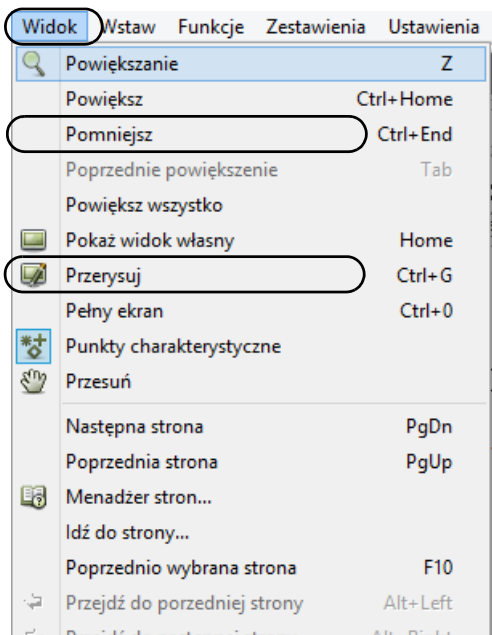 Widok Wstaw Funkcje Zestawienia Ustawienia
Powiększanie Z
Powiększ Ctrl+Home
Pomniejsz Ctrl+End
Poprzednie powiększenie Tab
Powiększ wszystko
Pokaż widok własny Home
Przerysuj Ctrl+G
Pełny ekran Ctrl+0
Punkty charakterystyczne
Przesuń
Następna strona PgDn
Poprzednia strona PgUp
Menadżer stron...
Idź do strony...
Poprzednio wybrana strona F10
Przejdź do porzedniej strony Alt+Left